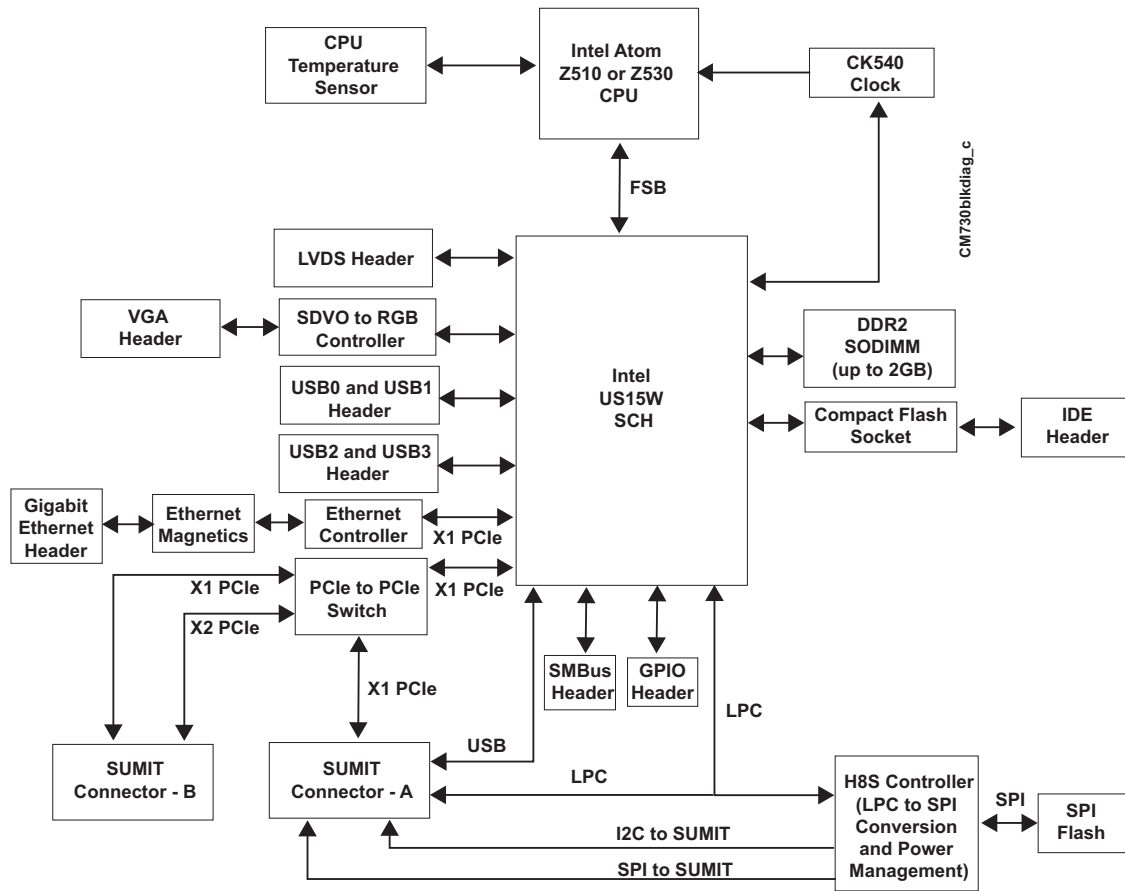 CPU
Temperature
Sensor
Intel Atom
Z510 or Z530
CPU
CK540
Clock
CM730blkdiag_c
FSB
LVDS Header
VGA
Header
SDVO to RGB
Controller
USB0 and USB1
Header
USB2 and USB3
Header
Intel
US15W
SCH
DDR2
SODIMM
(up to 2GB)
Compact Flash
Socket
IDE
Header
Gigabit
Ethernet
Header
Ethernet
Magnetics
Ethernet
Controller
X1 PCIe
X1 PCIe
PCIe to PCIe
Switch
X1 PCIe
X2 PCIe
X1 PCIe
SMBus
Header
GPIO
Header
LPC
USB
SUMIT
Connector - B
SUMIT
Connector - A
LPC
H8S Controller
(LPC to SPI
Conversion
and Power
Management)
SPI
SPI
Flash
I2C to SUMIT
SPI to SUMIT